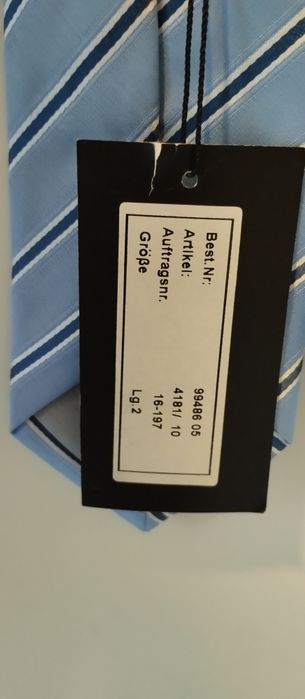 Best.Nr: 99486 05
Artikel: 4181/ 10
Auftragsnr. 16-197
Größe Lg.2